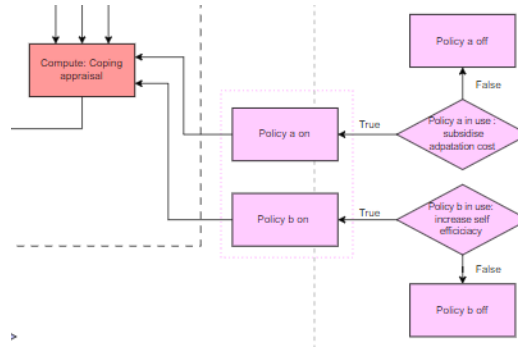 Policy a off
Compute: Coping
appraisal
False
Policy a on
True
Policy a in use :
subsidise
adpatation cost
Policy b on
True
Policy b in use:
increase self
efficiciacy
False
Policy b off
>